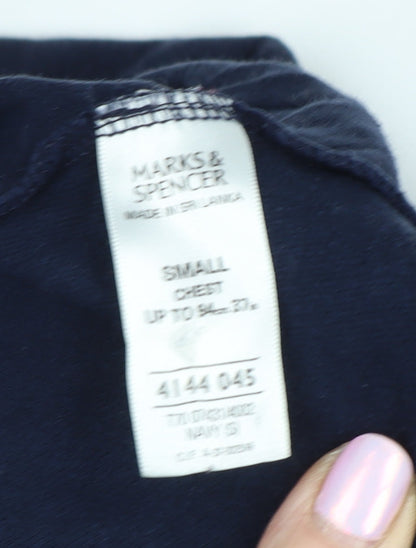 MARKS &
SPENCER
MADE IN SRI LANKA
SMALL
CHEST
UP TO 94cm 37in
4144 045
NAVY (S)